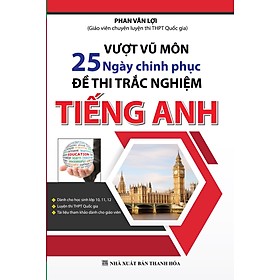 PHAN VĂN LỢI
(Giáo viên chuyên luyện thi THPT Quốc gia)
VƯỢT VŨ MÔN
25 Ngày chinh phục
ĐỀ THI TRẮC NGHIỆM
TIẾNG ANH
EDUCATION
Dành cho học sinh lớp 10, 11, 12
Luyện thi THPT Quốc gia
Tài liệu tham khảo dành cho giáo viên
NHÀ XUẤT BẢN THANH HÓA